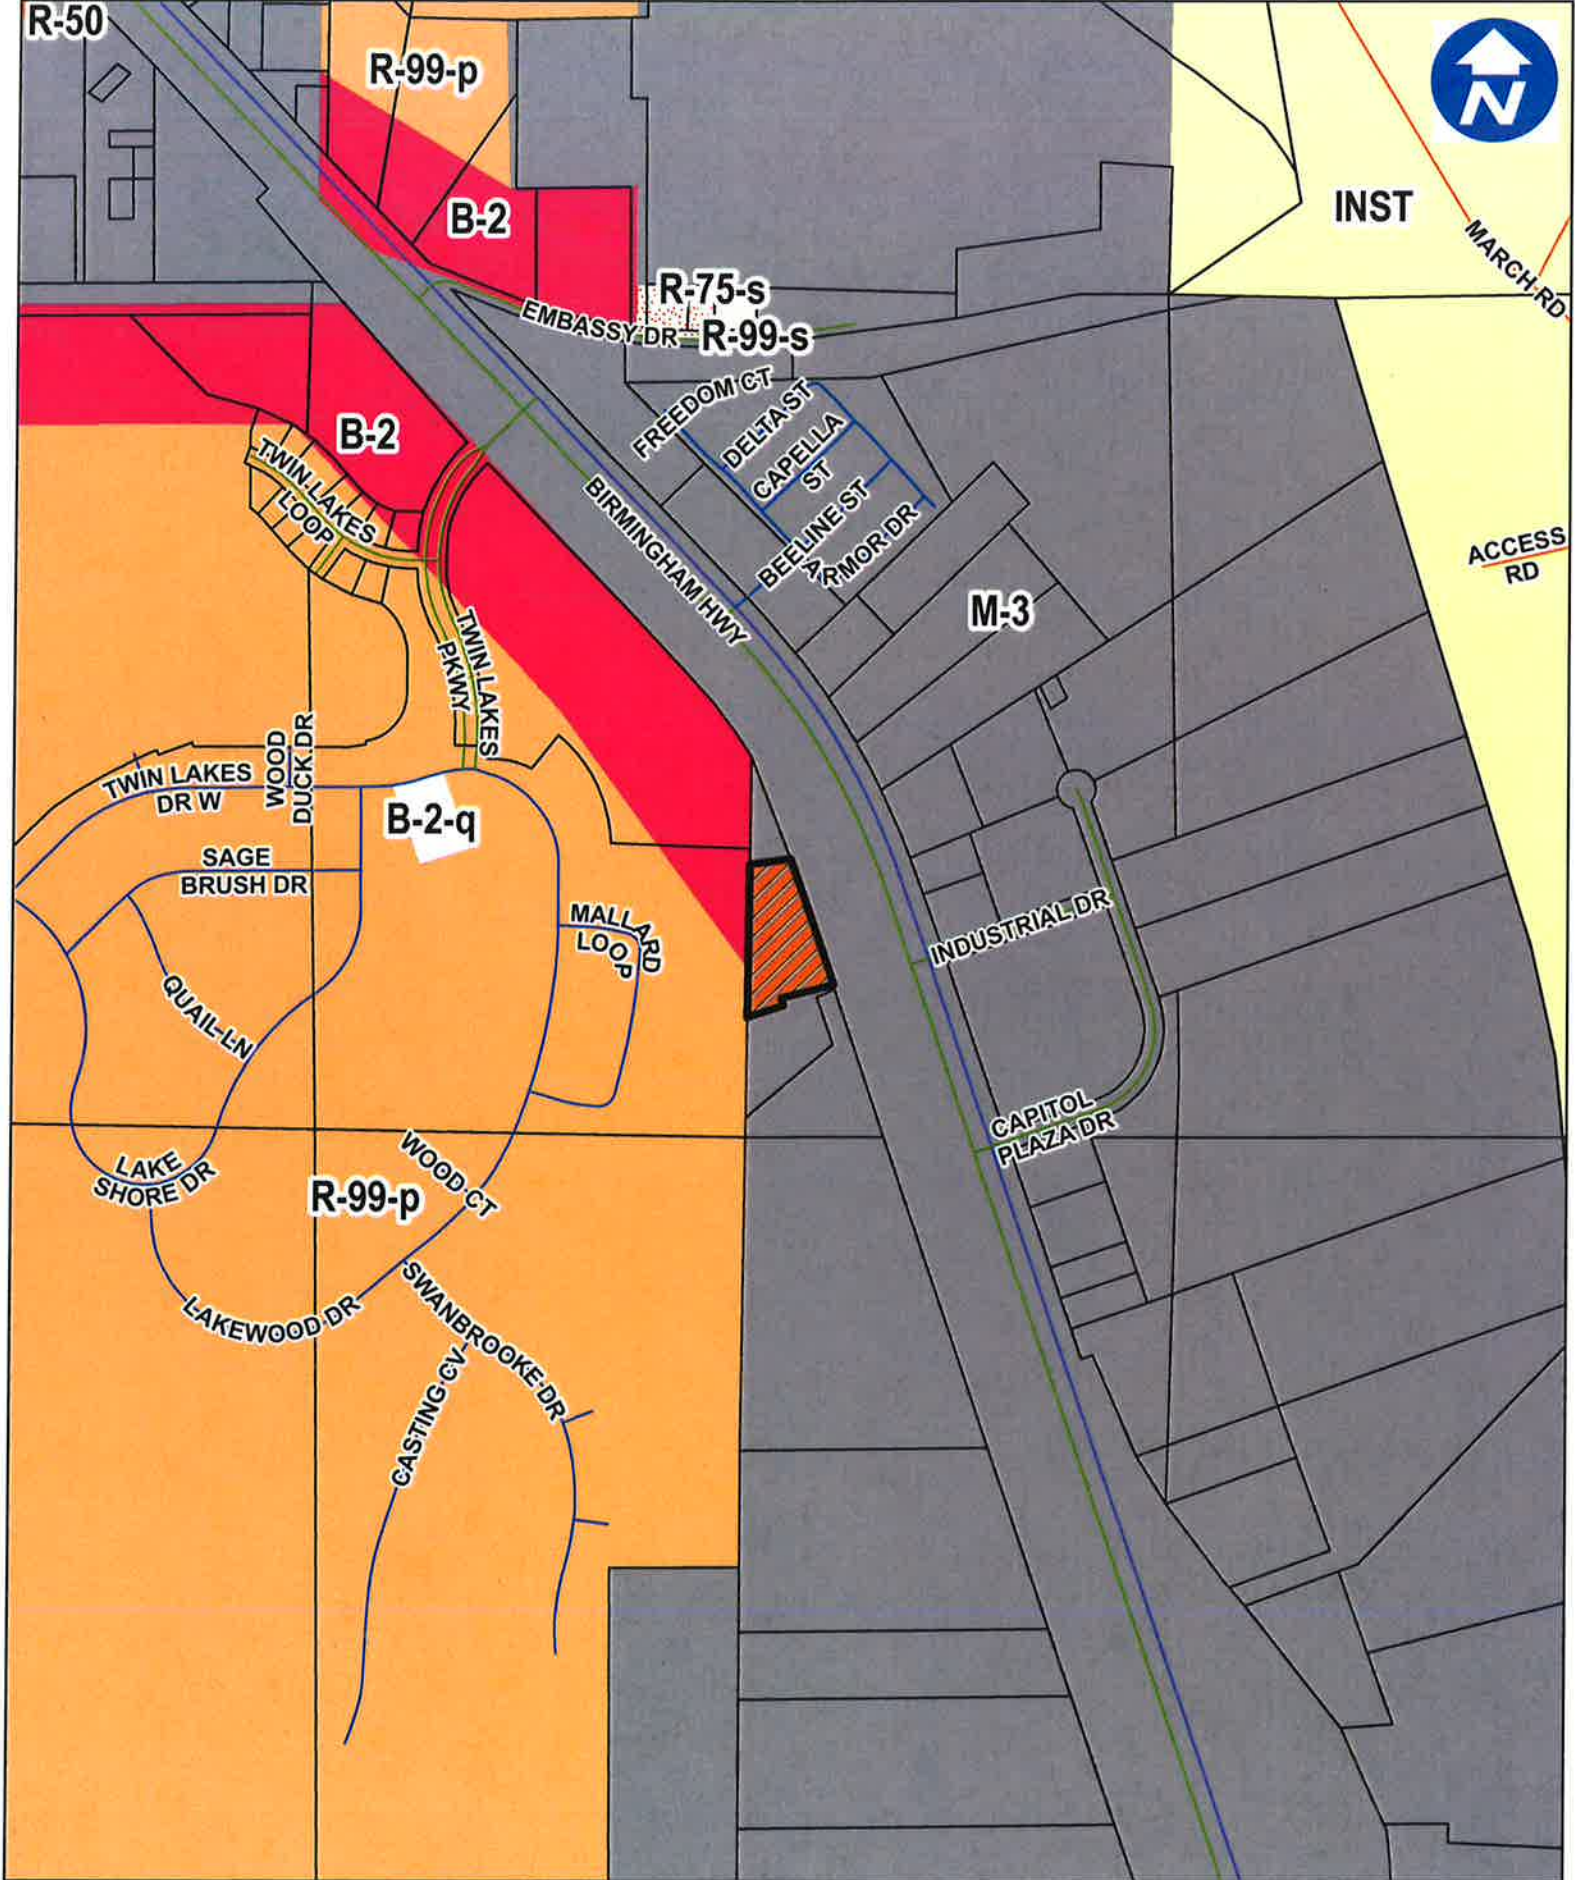 R-50
R-99-p
N
INST
MARCH RD
B-2
R-75-s
EMBASSY DR
R-99-s
FREEDOM CT
DELTA ST
CAPELLA
ST
BEELINE ST
ARMOR DR
B-2
TWIN LAKES
LOOP
BIRMINGHAM HWY
ACCESS
RD
M-3
TWIN LAKES
PKWY
WOOD
DUCK DR
TWIN LAKES
DR W
B-2-q
SAGE
BRUSH DR
MALLARD
LOOP
INDUSTRIAL DR
QUAIL LN
CAPITOL
PLAZA DR
WOOD CT
LAKE
SHORE DR
R-99-p
LAKEWOOD DR
SWANBROOKE DR
CASTING CV